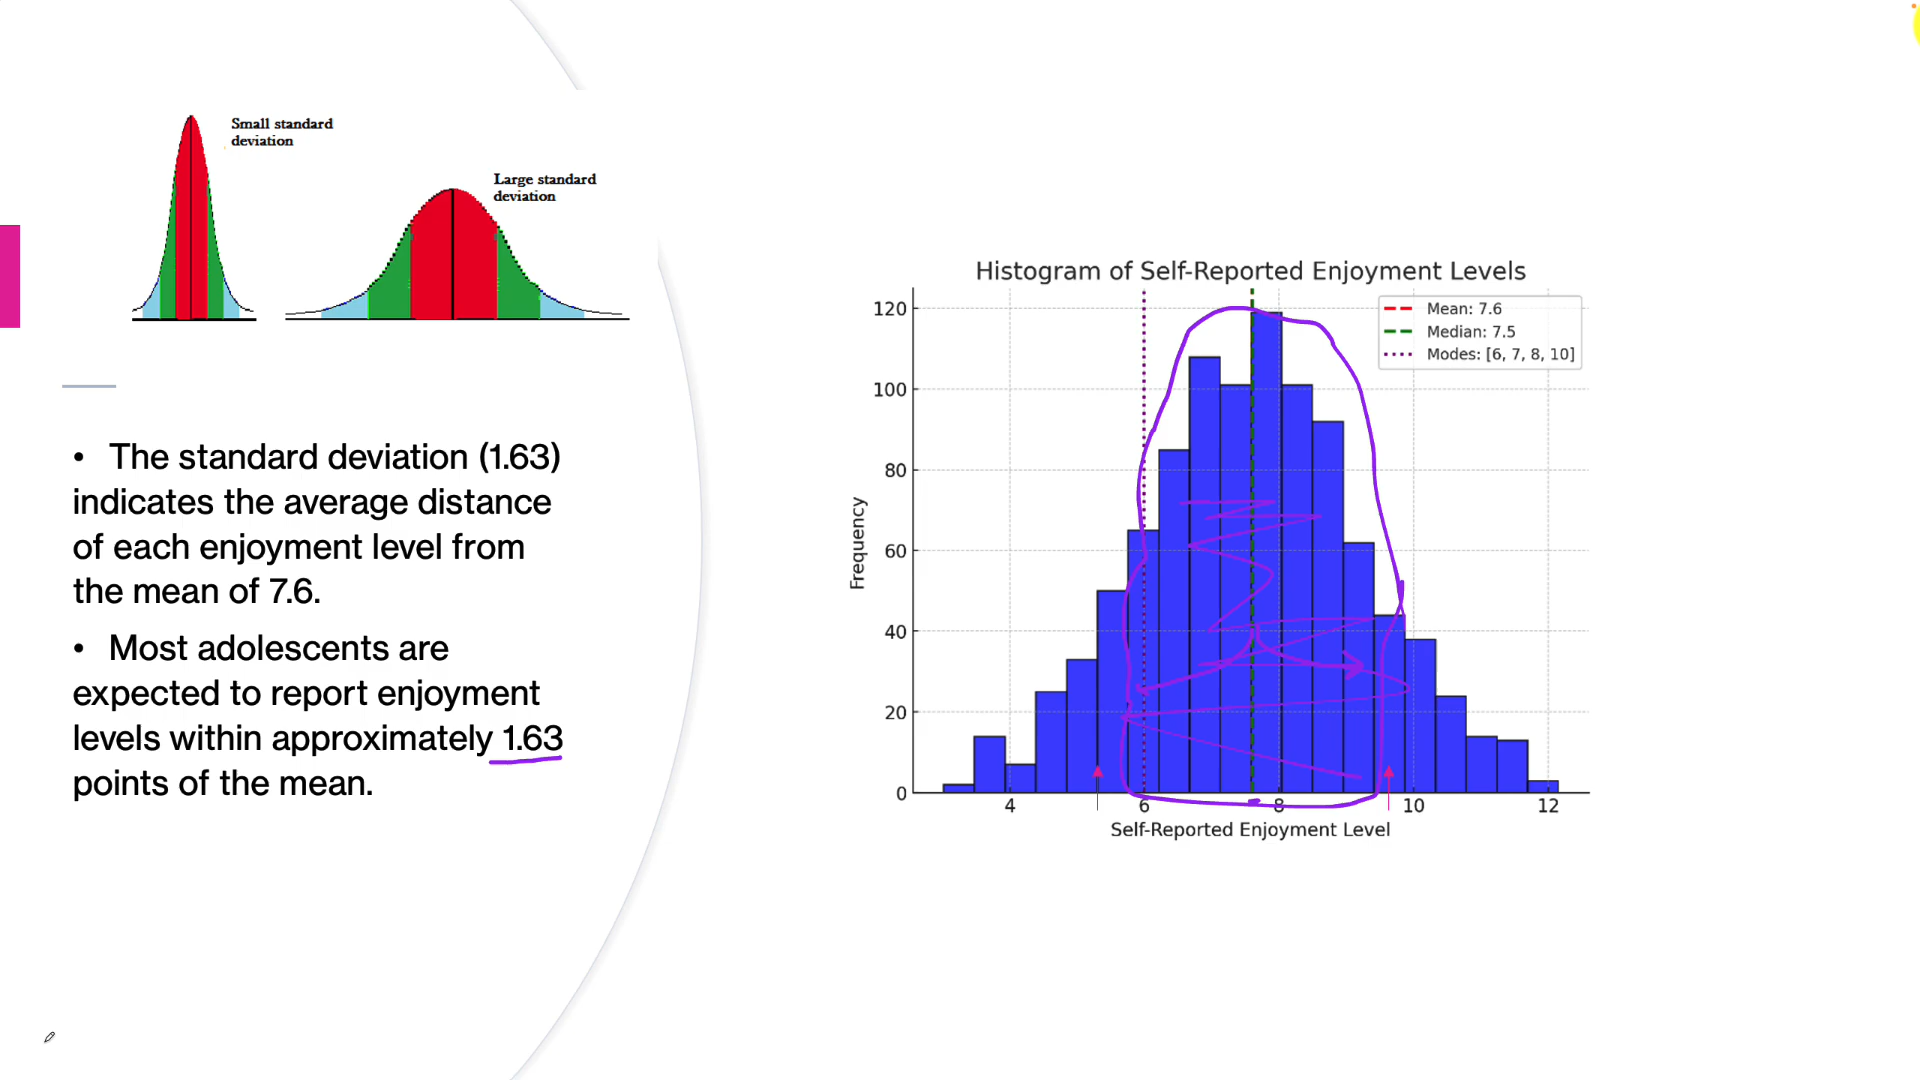 Small standard
deviation
Large standard
deviation
• The standard deviation (1.63)
indicates the average distance
of each enjoyment level from
the mean of 7.6.
• Most adolescents are
expected to report enjoyment
levels within approximately 1.63
points of the mean.
Histogram of Self-Reported Enjoyment Levels
Mean: 7.6
Median: 7.5
Modes: [6, 7, 8, 10]
Frequency
120
100
80
60
40
20
0
4 6 8 10 12
Self-Reported Enjoyment Level